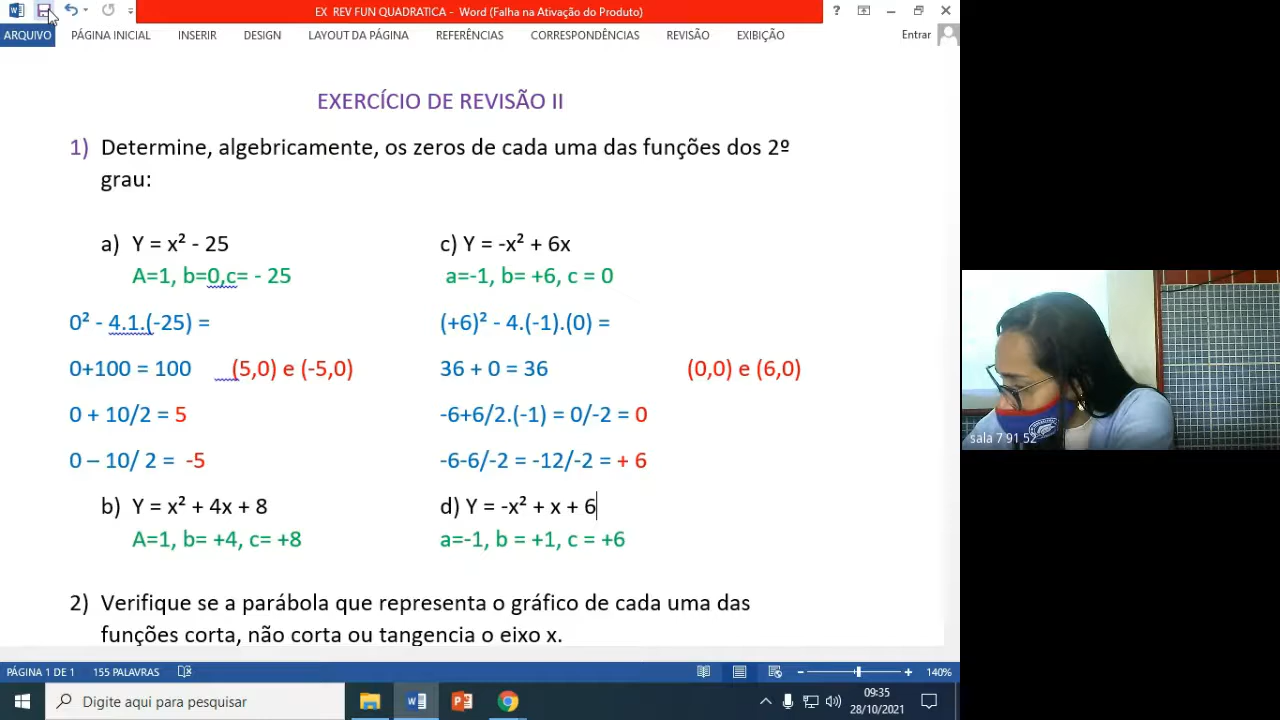 EX REV FUN QUADRATICA - Word (Falha na Ativação do Produto)
?
ARQUIVO PÁGINA INICIAL INSERIR DESIGN LAYOUT DA PÁGINA REFERÊNCIAS CORRESPONDÊNCIAS REVISÃO EXIBIÇÃO Entrar
EXERCÍCIO DE REVISÃO II
1) Determine, algebricamente, os zeros de cada uma das funções dos 2º
grau:
a) Y = x² - 25
A=1, b=0,c= - 25
0² - 4.1.(-25) =
0+100 = 100 (5,0) e (-5,0)
0 + 10/2 = 5
0 – 10/ 2 = -5
b) Y = x² + 4x + 8
A=1, b= +4, c= +8
c) Y = -x² + 6x
a=-1, b= +6, c = 0
(+6)² - 4.(-1).(0) =
36 + 0 = 36 (0,0) e (6,0)
-6+6/2.(-1) = 0/-2 = 0
-6-6/-2 = -12/-2 = + 6
d) Y = -x² + x + 6
a=-1, b = +1, c = +6
2) Verifique se a parábola que representa o gráfico de cada uma das
funções corta, não corta ou tangencia o eixo x.
sala 7 91 52
PÁGINA 1 DE 1 155 PALAVRAS 140%
Digite aqui para pesquisar
09:35
28/10/2021